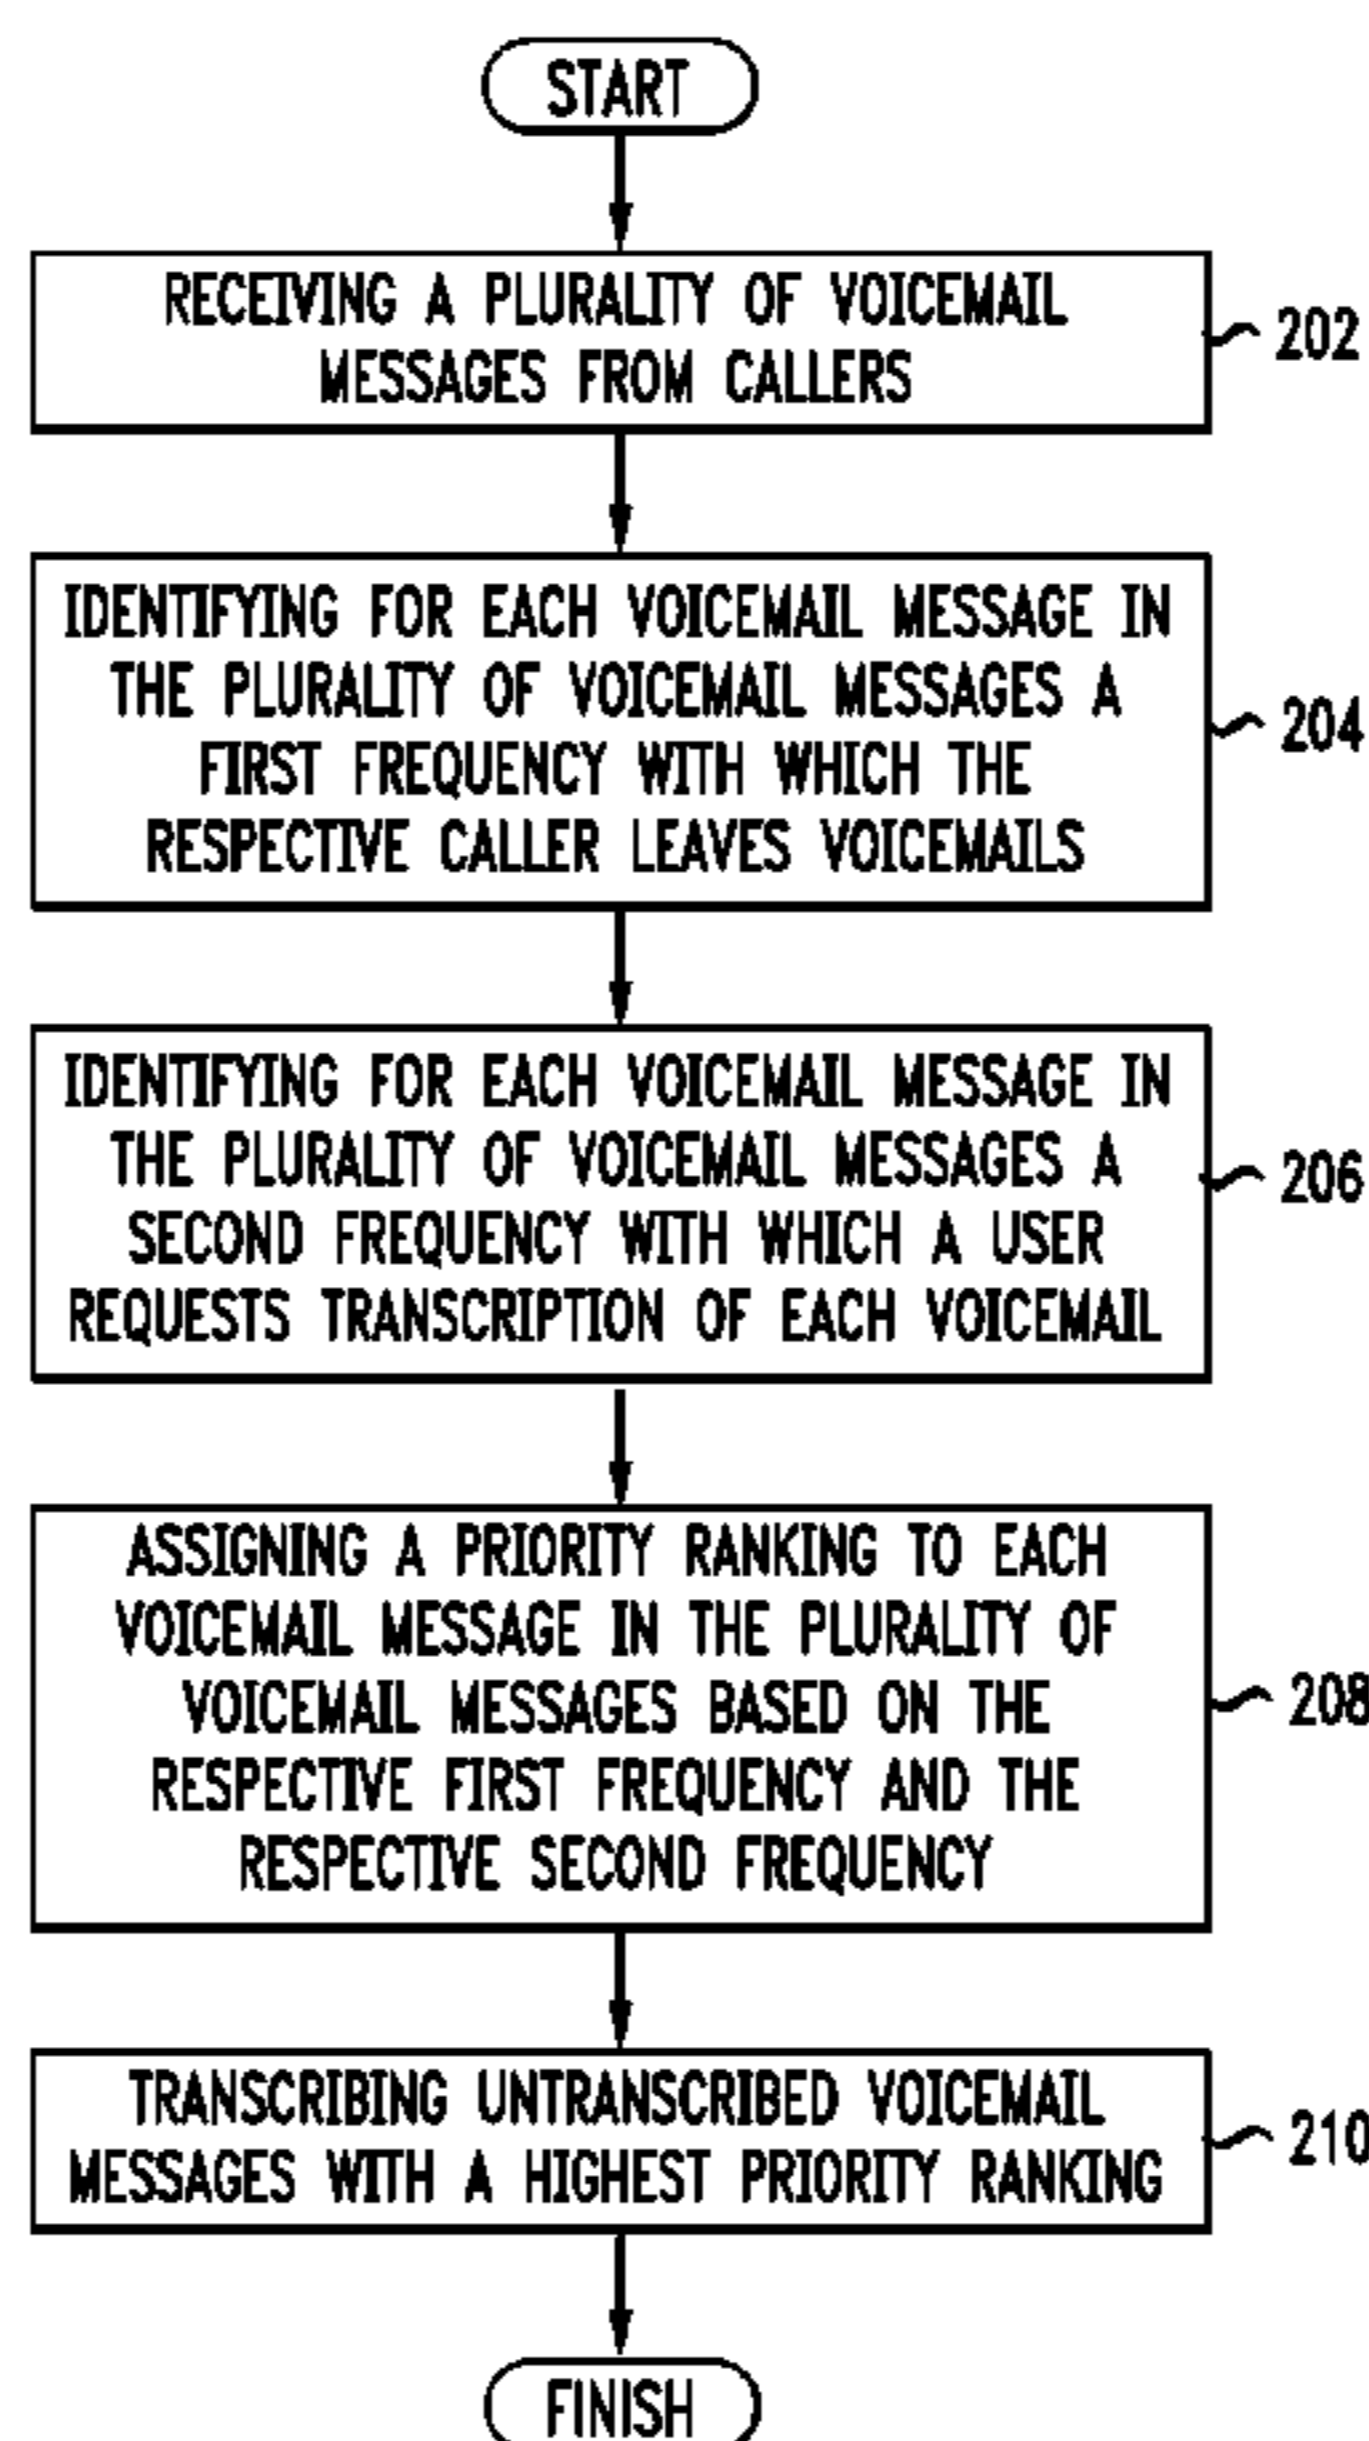 START
RECEIVING A PLURALITY OF VOICEMAIL
MESSAGES FROM CALLERS
202
IDENTIFYING FOR EACH VOICEMAIL MESSAGE IN
THE PLURALITY OF VOICEMAIL MESSAGES A
FIRST FREQUENCY WITH WHICH THE
RESPECTIVE CALLER LEAVES VOICEMAILS
204
IDENTIFYING FOR EACH VOICEMAIL MESSAGE IN
THE PLURALITY OF VOICEMAIL MESSAGES A
SECOND FREQUENCY WITH WHICH A USER
REQUESTS TRANSCRIPTION OF EACH VOICEMAIL
206
ASSIGNING A PRIORITY RANKING TO EACH
VOICEMAIL MESSAGE IN THE PLURALITY OF
VOICEMAIL MESSAGES BASED ON THE
RESPECTIVE FIRST FREQUENCY AND THE
RESPECTIVE SECOND FREQUENCY
208
TRANSCRIBING UNTRANSCRIBED VOICEMAIL
MESSAGES WITH A HIGHEST PRIORITY RANKING
210
FINISH